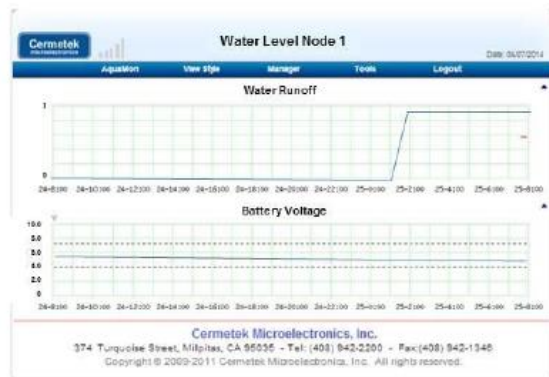 Cermetek
Water Level Node 1
Date: 04/07/2014
AquaMon View Style Manager Tools Logout
Water Runoff
1
0
24-8:00 24-10:00 24-12:00 24-14:00 24-16:00 24-18:00 24-20:00 24-22:00 25-0:00 25-2:00 25-4:00 25-6:00 25-8:00
Battery Voltage
10.0
8.0
6.0
4.0
2.0
0
24-8:00 24-10:00 24-12:00 24-14:00 24-16:00 24-18:00 24-20:00 24-22:00 25-0:00 25-2:00 25-4:00 25-6:00 25-8:00
Cermetek Microelectronics, Inc.
374 Turquoise Street, Milpitas, CA 95035 - Tel: (408) 942-2200 - Fax:(408) 942-1346
Copyright © 2009-2011 Cermetek Microelectronics, Inc. All rights reserved.